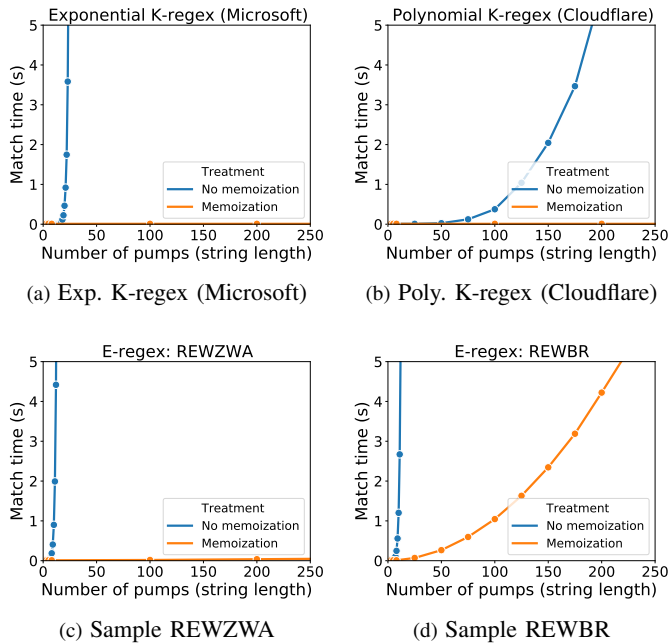 Exponential K-regex (Microsoft)
5
4
3
2
1
0
Match time (s)
Treatment
No memoization
Memoization
0 50 100 150 200 250
Number of pumps (string length)
(a) Exp. K-regex (Microsoft)
Polynomial K-regex (Cloudflare)
5
4
3
2
1
0
Match time (s)
Treatment
No memoization
Memoization
0 50 100 150 200 250
Number of pumps (string length)
(b) Poly. K-regex (Cloudflare)
E-regex: REWZWA
5
4
3
2
1
0
Match time (s)
Treatment
No memoization
Memoization
0 50 100 150 200 250
Number of pumps (string length)
(c) Sample REWZWA
E-regex: REWBR
5
4
3
2
1
0
Match time (s)
Treatment
No memoization
Memoization
0 50 100 150 200 250
Number of pumps (string length)
(d) Sample REWBR